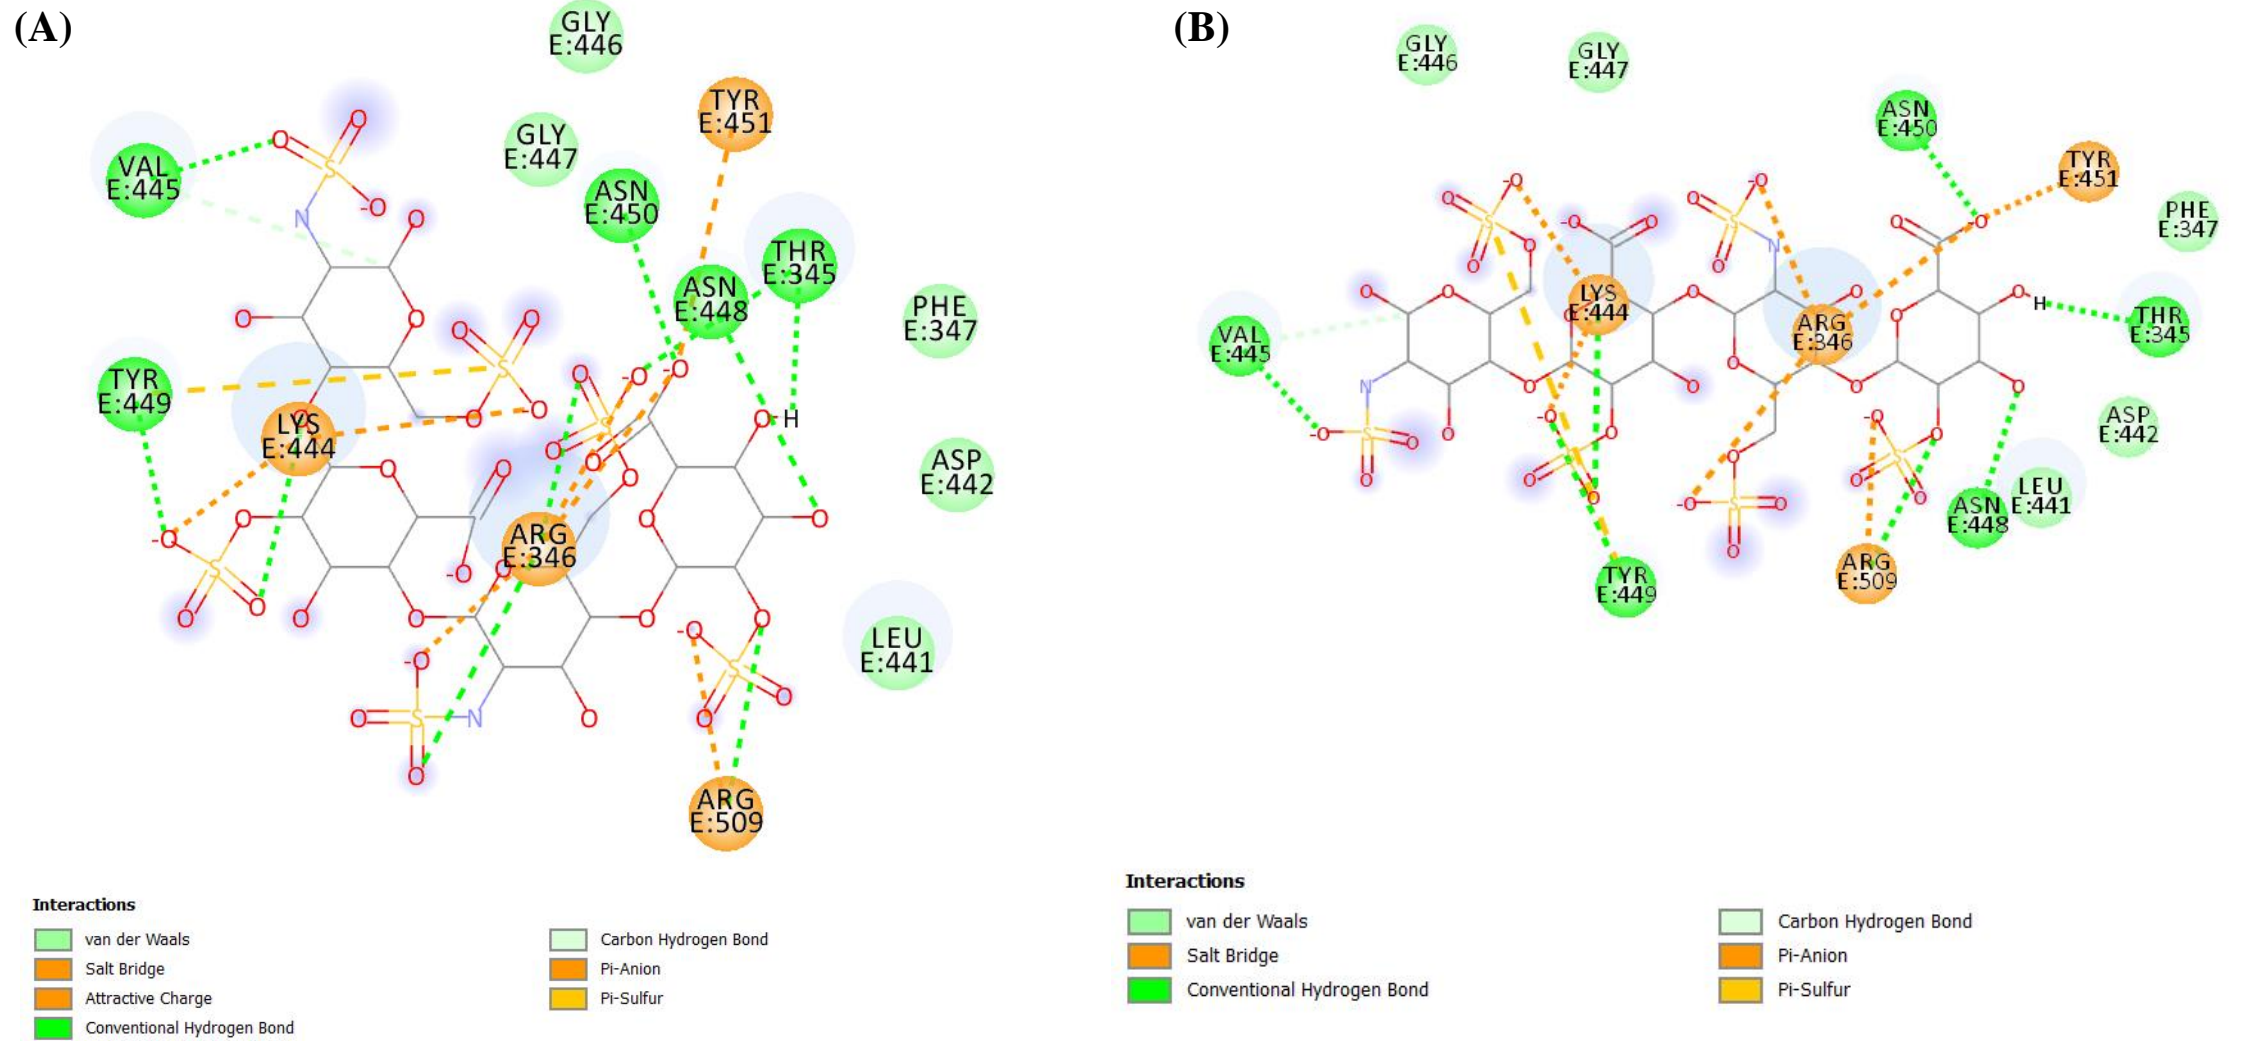 (A)
GLY
E:446
TYR
E:451
GLY
E:447
VAL
E:445
ASN
E:450
THR
E:345
ASN
E:448
PHE
E:347
TYR
E:449
LYS
E:444
ASP
E:442
ARG
E:346
LEU
E:441
ARG
E:509
O
O
S
-O
N
O
O
O
O
O
S
-O
O
O
O
-O
-O
S
O
O
O
O
H
O
O
O
O
O
-O
S
O
O
O
-O
O
O
O
O
O
-O
S
O
O
-O
O
S
N
O
O
Interactions
van der Waals
Salt Bridge
Attractive Charge
Conventional Hydrogen Bond
Carbon Hydrogen Bond
Pi-Anion
Pi-Sulfur
(B)
GLY
E:446
GLY
E:447
ASN
E:450
TYR
E:451
PHE
E:347
LYS
E:444
ARG
E:346
THR
E:345
VAL
E:445
ASP
E:442
LEU
E:441
ASN
E:448
ARG
E:509
TYR
E:449
-O
O
S
O
O
-O
O
-O
O
S
O
N
O
-O
O
O
O
O
O
O
H
O
O
N
O
O
O
O
O
-O
S
O
O
-O
O
S
O
O
O
-O
S
O
O
-O
O
S
O
O
Interactions
van der Waals
Salt Bridge
Conventional Hydrogen Bond
Carbon Hydrogen Bond
Pi-Anion
Pi-Sulfur